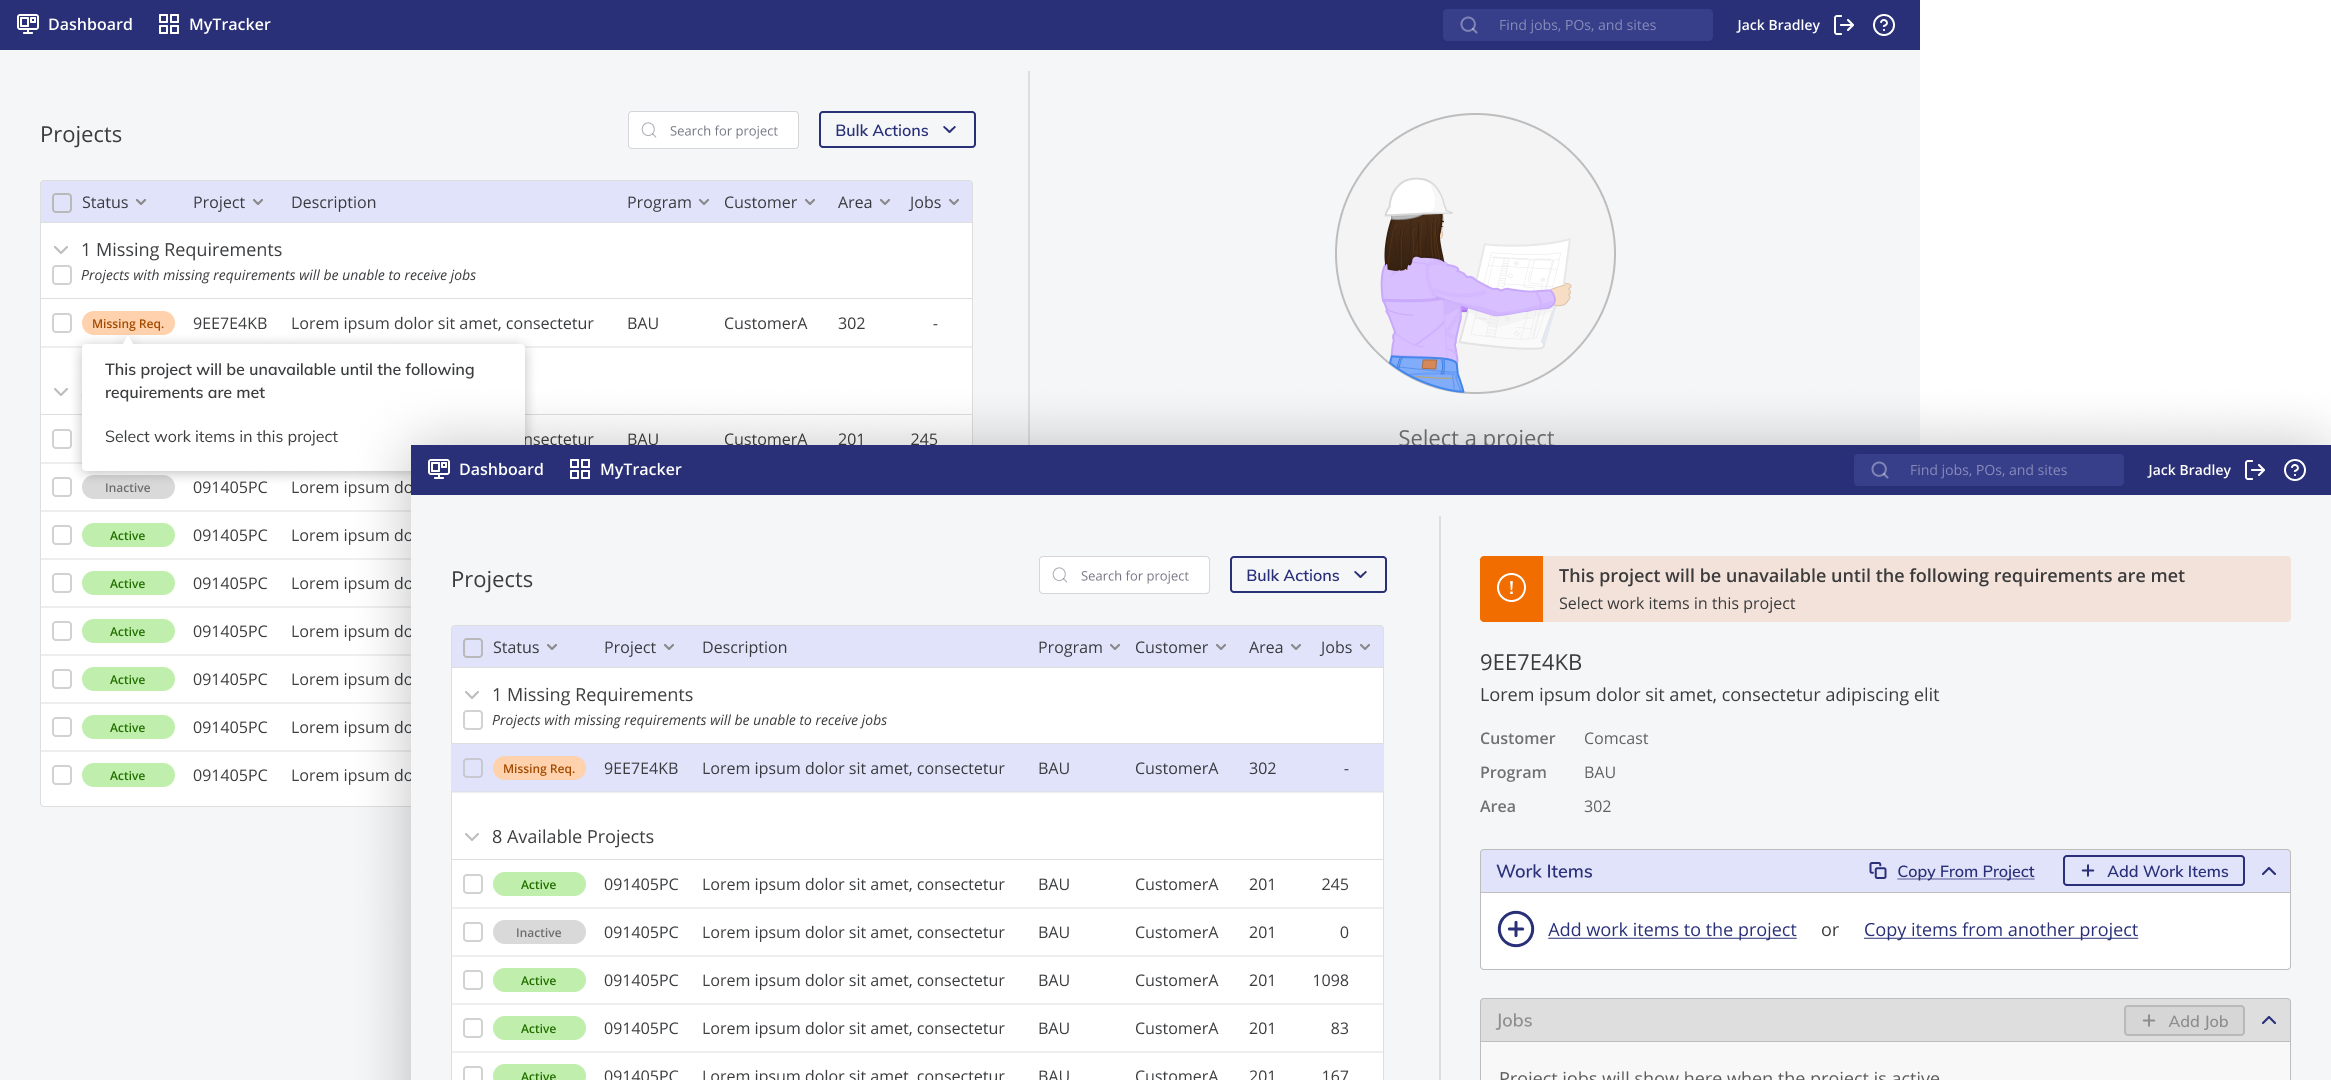 Dashboard MyTracker Find jobs, POs, and sites Jack Bradley
Projects Search for project Bulk Actions
Status Project Description Program Customer Area Jobs
1 Missing Requirements
Projects with missing requirements will be unable to receive jobs
Missing Req. 9EE7E4KB Lorem ipsum dolor sit amet, consectetur BAU CustomerA 302 -
This project will be unavailable until the following
requirements are met
Select work items in this project
nsectetur BAU CustomerA 201 245
Inactive 091405PC Lorem ipsum do
Active 091405PC Lorem ipsum do
Active 091405PC Lorem ipsum do
Active 091405PC Lorem ipsum do
Active 091405PC Lorem ipsum do
Active 091405PC Lorem ipsum do
Active 091405PC Lorem ipsum do
Select a project
Dashboard MyTracker Find jobs, POs, and sites Jack Bradley
Projects Search for project Bulk Actions
Status Project Description Program Customer Area Jobs
1 Missing Requirements
Projects with missing requirements will be unable to receive jobs
Missing Req. 9EE7E4KB Lorem ipsum dolor sit amet, consectetur BAU CustomerA 302 -
8 Available Projects
Active 091405PC Lorem ipsum dolor sit amet, consectetur BAU CustomerA 201 245
Inactive 091405PC Lorem ipsum dolor sit amet, consectetur BAU CustomerA 201 0
Active 091405PC Lorem ipsum dolor sit amet, consectetur BAU CustomerA 201 1098
Active 091405PC Lorem ipsum dolor sit amet, consectetur BAU CustomerA 201 83
Active 091405PC Lorem ipsum dolor sit amet, consectetur BAU CustomerA 201 167
This project will be unavailable until the following requirements are met
Select work items in this project
9EE7E4KB
Lorem ipsum dolor sit amet, consectetur adipiscing elit
Customer Comcast
Program BAU
Area 302
Work Items Copy From Project + Add Work Items
Add work items to the project or Copy items from another project
Jobs + Add Job
Project jobs will show here when the project is active